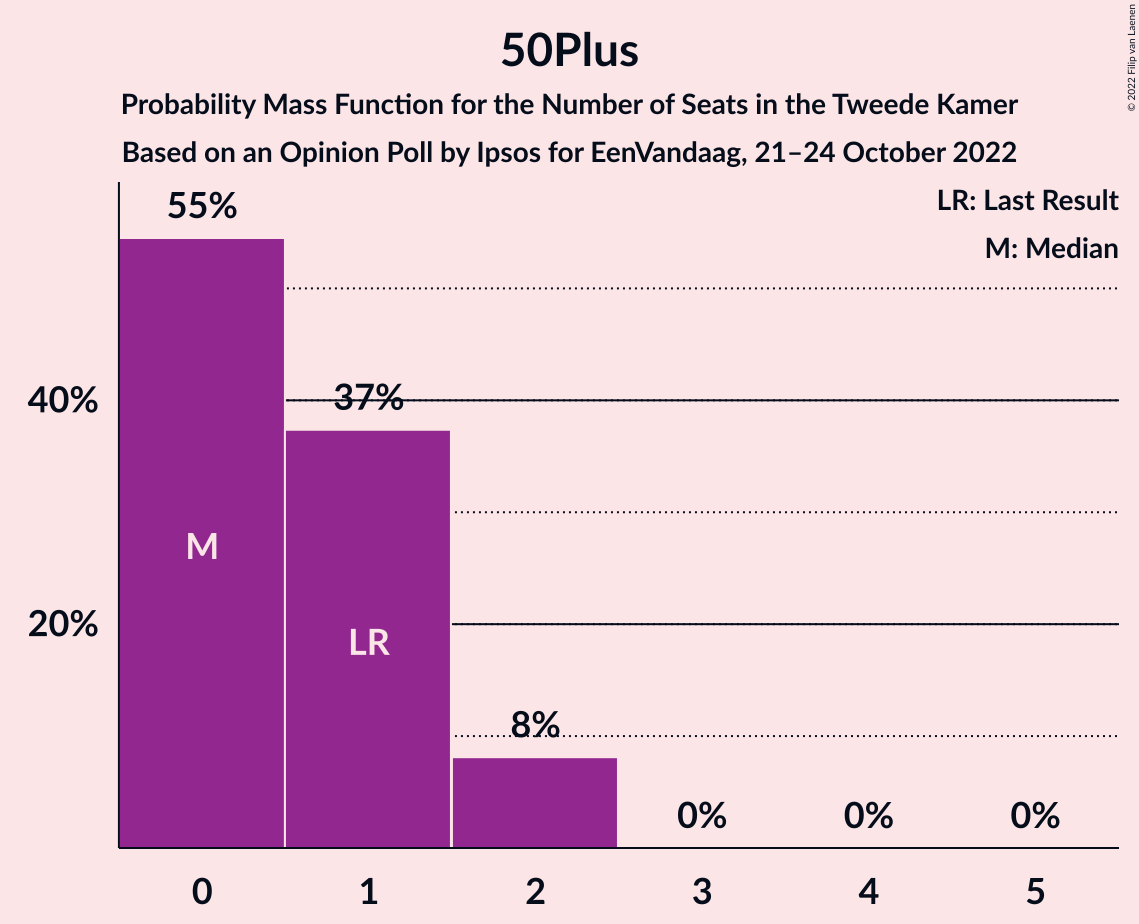 50Plus
Probability Mass Function for the Number of Seats in the Tweede Kamer
Based on an Opinion Poll by Ipsos for EenVandaag, 21–24 October 2022
© 2022 Filip van Laenen
LR: Last Result
M: Median
55%
40%
37%
M
LR
20%
8%
0% 0% 0%
0 1 2 3 4 5